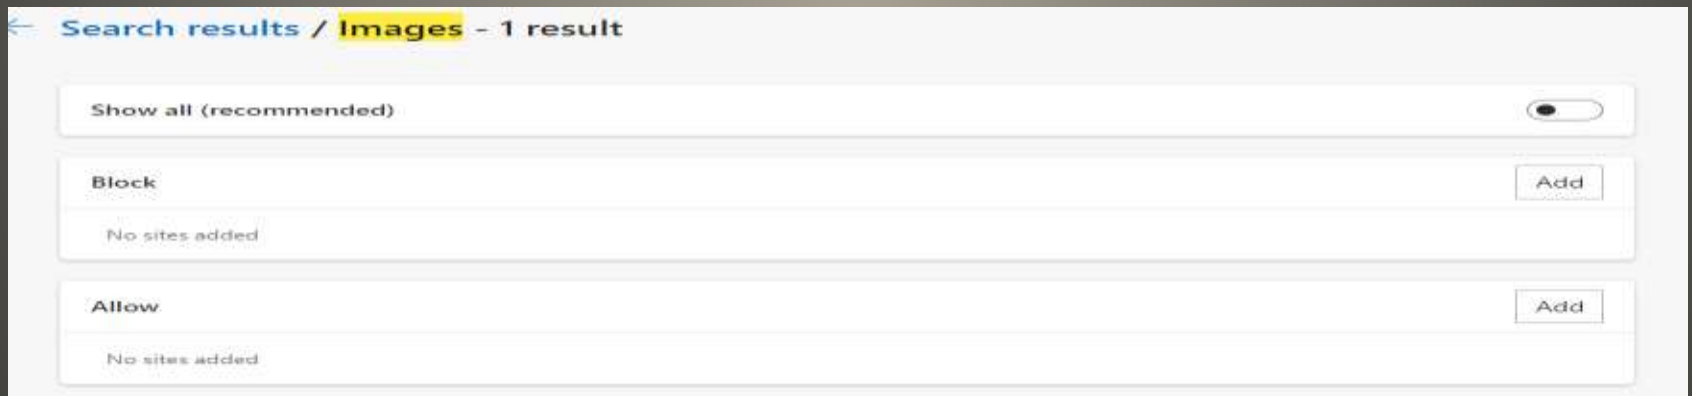 Search results / Images - 1 result
Show all (recommended)
Block
Add
No sites added
Allow
Add
No sites added